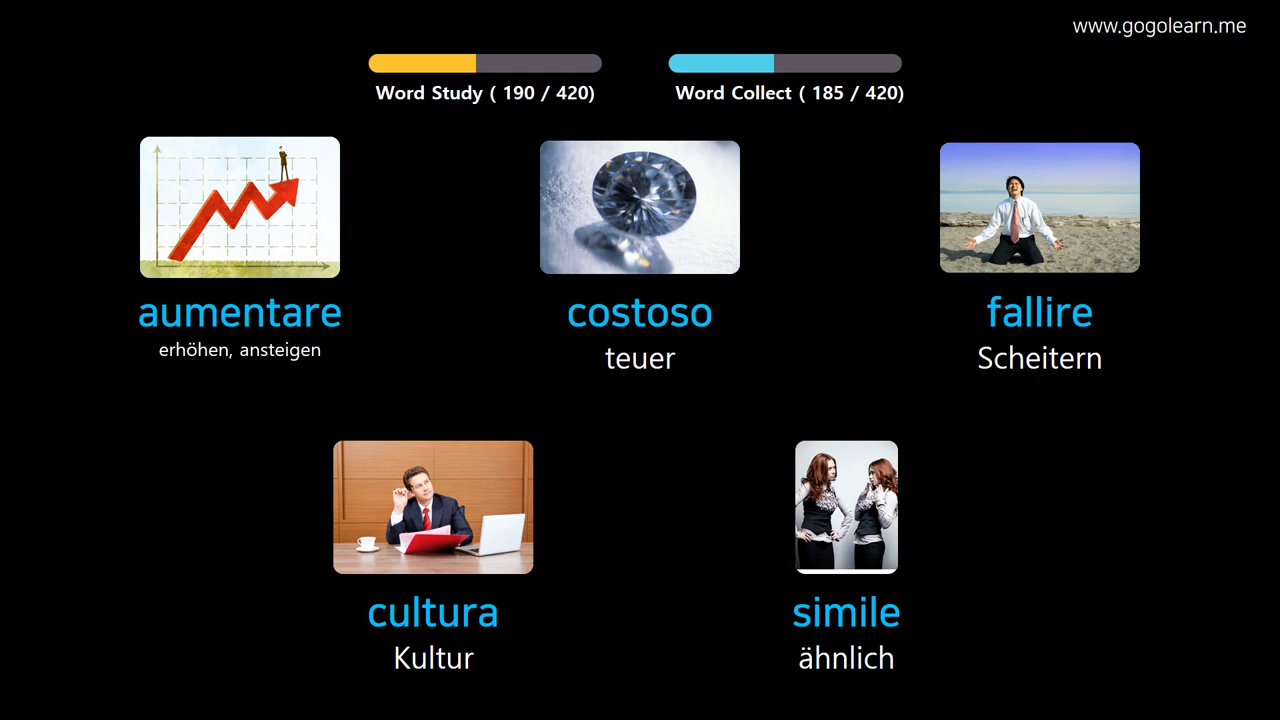 www.gogolearn.me
Word Study ( 190 / 420)
Word Collect ( 185 / 420)
aumentare
erhöhen, ansteigen
costoso
teuer
fallire
Scheitern
cultura
Kultur
simile
ähnlich